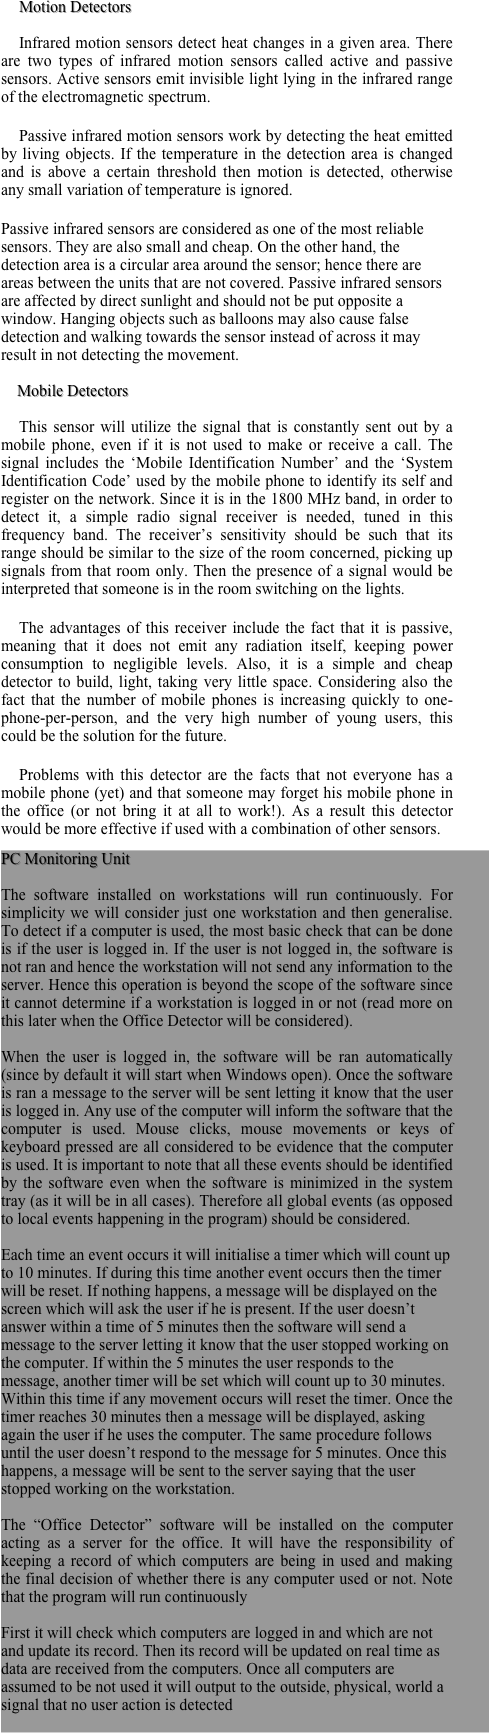 Motion Detectors
Infrared motion sensors detect heat changes in a given area. There
are two types of infrared motion sensors called active and passive
sensors. Active sensors emit invisible light lying in the infrared range
of the electromagnetic spectrum.
Passive infrared motion sensors work by detecting the heat emitted
by living objects. If the temperature in the detection area is changed
and is above a certain threshold then motion is detected, otherwise
any small variation of temperature is ignored.
Passive infrared sensors are considered as one of the most reliable
sensors. They are also small and cheap. On the other hand, the
detection area is a circular area around the sensor; hence there are
areas between the units that are not covered. Passive infrared sensors
are affected by direct sunlight and should not be put opposite a
window. Hanging objects such as balloons may also cause false
detection and walking towards the sensor instead of across it may
result in not detecting the movement.
Mobile Detectors
This sensor will utilize the signal that is constantly sent out by a
mobile phone, even if it is not used to make or receive a call. The
signal includes the ‘Mobile Identification Number’ and the ‘System
Identification Code’ used by the mobile phone to identify its self and
register on the network. Since it is in the 1800 MHz band, in order to
detect it, a simple radio signal receiver is needed, tuned in this
frequency band. The receiver’s sensitivity should be such that its
range should be similar to the size of the room concerned, picking up
signals from that room only. Then the presence of a signal would be
interpreted that someone is in the room switching on the lights.
The advantages of this receiver include the fact that it is passive,
meaning that it does not emit any radiation itself, keeping power
consumption to negligible levels. Also, it is a simple and cheap
detector to build, light, taking very little space. Considering also the
fact that the number of mobile phones is increasing quickly to one-
phone-per-person, and the very high number of young users, this
could be the solution for the future.
Problems with this detector are the facts that not everyone has a
mobile phone (yet) and that someone may forget his mobile phone in
the office (or not bring it at all to work!). As a result this detector
would be more effective if used with a combination of other sensors.
PC Monitoring Unit
The software installed on workstations will run continuously. For
simplicity we will consider just one workstation and then generalise.
To detect if a computer is used, the most basic check that can be done
is if the user is logged in. If the user is not logged in, the software is
not ran and hence the workstation will not send any information to the
server. Hence this operation is beyond the scope of the software since
it cannot determine if a workstation is logged in or not (read more on
this later when the Office Detector will be considered).
When the user is logged in, the software will be ran automatically
(since by default it will start when Windows open). Once the software
is ran a message to the server will be sent letting it know that the user
is logged in. Any use of the computer will inform the software that the
computer is used. Mouse clicks, mouse movements or keys of
keyboard pressed are all considered to be evidence that the computer
is used. It is important to note that all these events should be identified
by the software even when the software is minimized in the system
tray (as it will be in all cases). Therefore all global events (as opposed
to local events happening in the program) should be considered.
Each time an event occurs it will initialise a timer which will count up
to 10 minutes. If during this time another event occurs then the timer
will be reset. If nothing happens, a message will be displayed on the
screen which will ask the user if he is present. If the user doesn’t
answer within a time of 5 minutes then the software will send a
message to the server letting it know that the user stopped working on
the computer. If within the 5 minutes the user responds to the
message, another timer will be set which will count up to 30 minutes.
Within this time if any movement occurs will reset the timer. Once the
timer reaches 30 minutes then a message will be displayed, asking
again the user if he uses the computer. The same procedure follows
until the user doesn’t respond to the message for 5 minutes. Once this
happens, a message will be sent to the server saying that the user
stopped working on the workstation.
The “Office Detector” software will be installed on the computer
acting as a server for the office. It will have the responsibility of
keeping a record of which computers are being in used and making
the final decision of whether there is any computer used or not. Note
that the program will run continuously
First it will check which computers are logged in and which are not
and update its record. Then its record will be updated on real time as
data are received from the computers. Once all computers are
assumed to be not used it will output to the outside, physical, world a
signal that no user action is detected